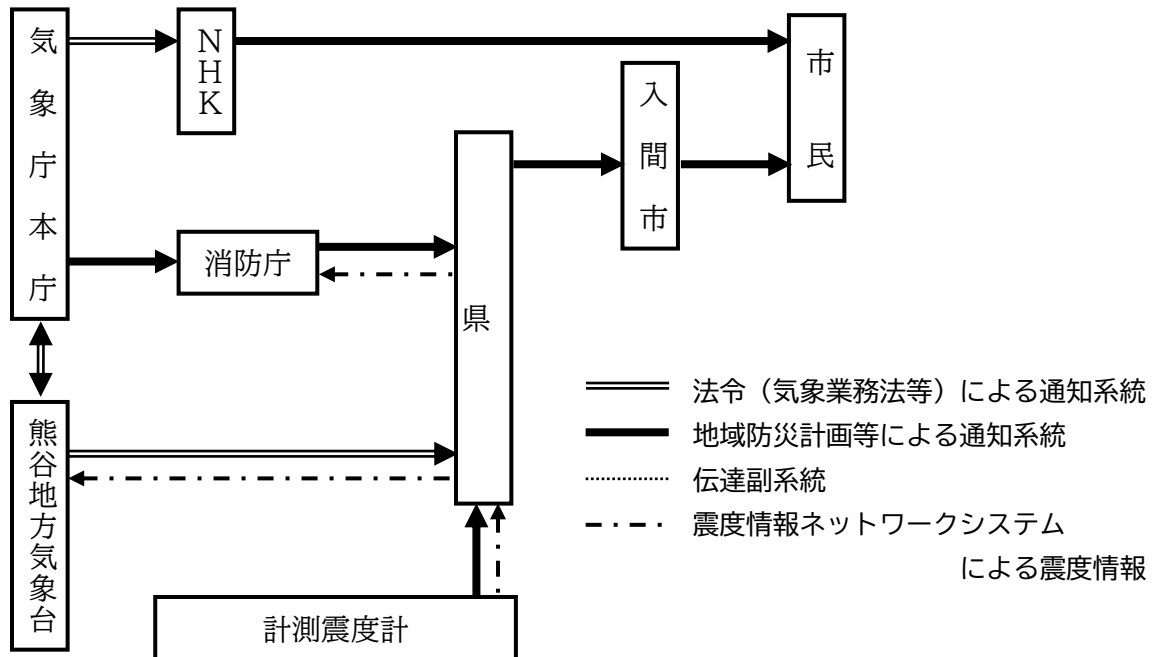 気象庁本庁
NHK
市民
入間市
消防庁
県
熊谷地方気象台
計測震度計
法令（気象業務法等）による通知系統
地域防災計画等による通知系統
伝達副系統
震度情報ネットワークシステム
による震度情報